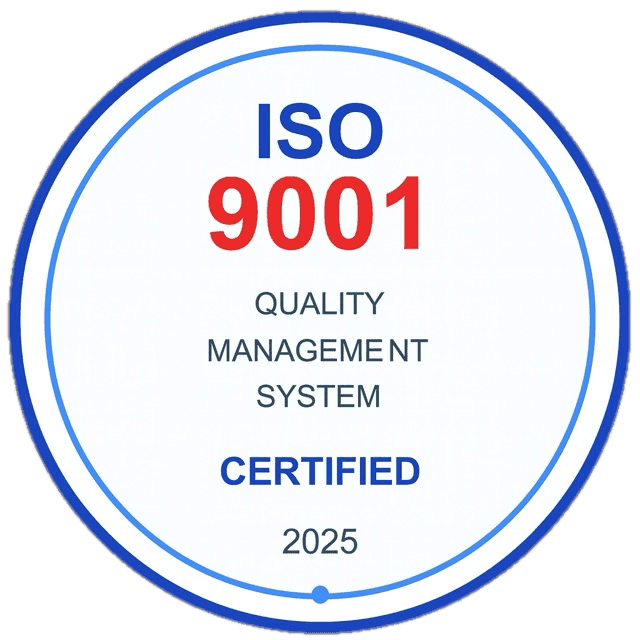 ISO
9001
QUALITY
MANAGEMENT
SYSTEM
CERTIFIED
2025